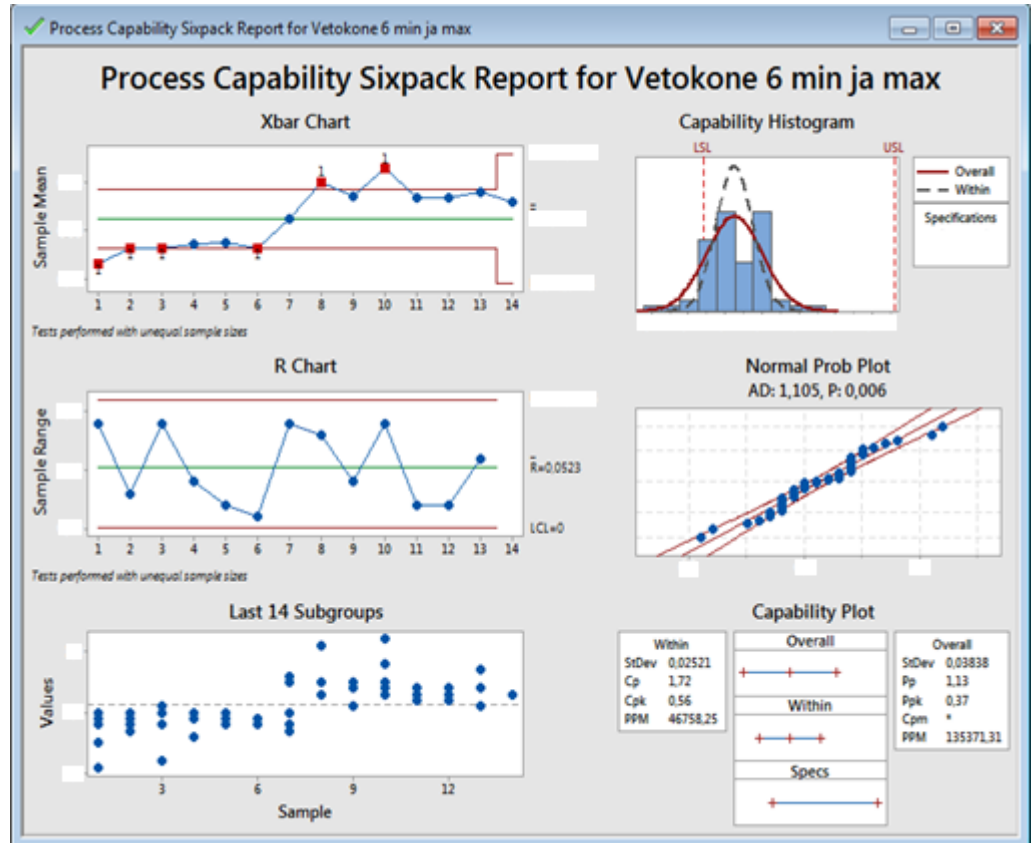 Process Capability Sixpack Report for Vetokone 6 min ja max
Process Capability Sixpack Report for Vetokone 6 min ja max
Xbar Chart
Sample Mean
1
1
1
1
1
1
=
1 2 3 4 5 6 7 8 9 10 11 12 13 14
Tests performed with unequal sample sizes
Capability Histogram
LSL USL
Overall
Within
Specifications
R Chart
Sample Range
R=0,0523
LCL=0
1 2 3 4 5 6 7 8 9 10 11 12 13 14
Tests performed with unequal sample sizes
Normal Prob Plot
AD: 1,105, P: 0,006
Last 14 Subgroups
Values
3 6 9 12
Sample
Capability Plot
Within
StDev 0,02521
Cp 1,72
Cpk 0,56
PPM 46758,25
Overall
Within
Specs
Overall
StDev 0,03838
Pp 1,13
Ppk 0,37
Cpm *
PPM 135371,31